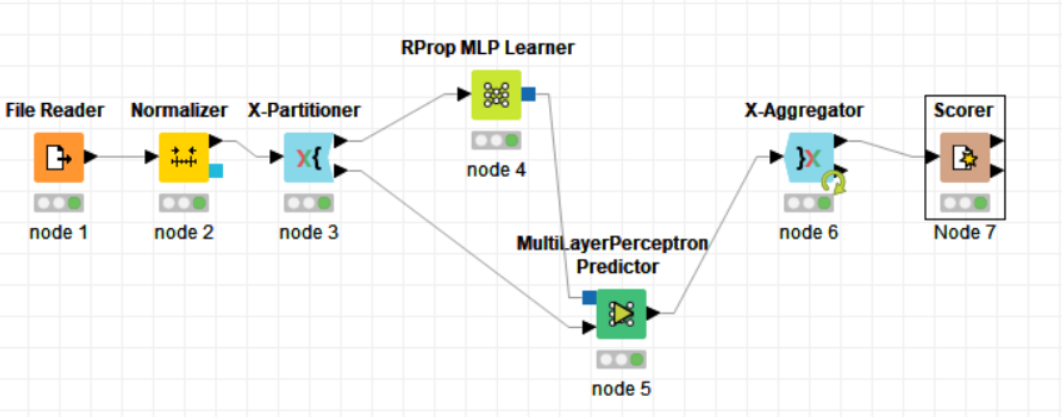 RProp MLP Learner
File Reader
Normalizer
X-Partitioner
X-Aggregator
Scorer
node 4
node 1
node 2
node 3
node 6
Node 7
MultiLayerPerceptron
Predictor
node 5